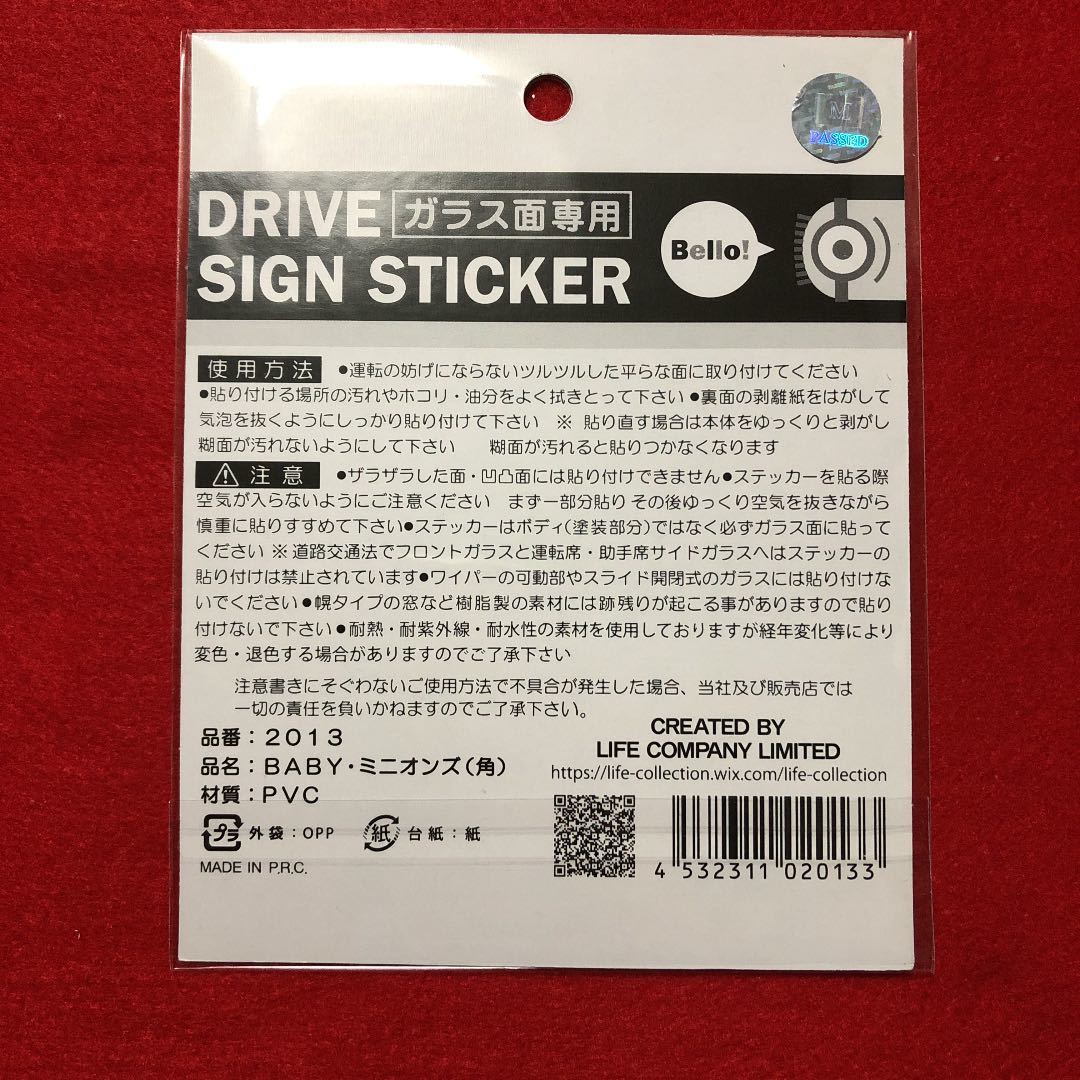 M
PASSED
DRIVE ガラス面専用
SIGN STICKER
Bello!
使用方法 ●運転の妨げにならないツルツルした平らな面に取り付けてください
●貼り付ける場所の汚れやホコリ・油分をよく拭きとって下さい ●裏面の剥離紙をはがして
気泡を抜くようにしっかり貼り付けて下さい ※ 貼り直す場合は本体をゆっくりと剥がし
糊面が汚れないようにして下さい 糊面が汚れると貼りつかなくなります
注意 ●ザラザラした面・凹凸面には貼り付けできません●ステッカーを貼る際
空気が入らないようにご注意ください まず一部分貼り その後ゆっくり空気を抜きながら
慎重に貼りすすめて下さい●ステッカーはボディ(塗装部分)ではなく必ずガラス面に貼って
ください ※ 道路交通法でフロントガラスと運転席・助手席サイドガラスへはステッカーの
貼り付けは禁止されています●ワイパーの可動部やスライド開閉式のガラスには貼り付けな
いでください ●幌タイプの窓など樹脂製の素材には跡残りが起こる事がありますので貼り
付けないで下さい ●耐熱・耐紫外線・耐水性の素材を使用しておりますが経年変化等により
変色・退色する場合がありますのでご了承下さい
注意書きにそぐわないご使用方法で不具合が発生した場合、当社及び販売店では
一切の責任を負いかねますのでご了承下さい。
品番：2013
品名：BABY・ミニオンズ(角)
材質：PVC
プラ 外袋：OPP 紙 台紙：紙
MADE IN P.R.C.
CREATED BY
LIFE COMPANY LIMITED
https://life-collection.wix.com/life-collection
4 532311 020133